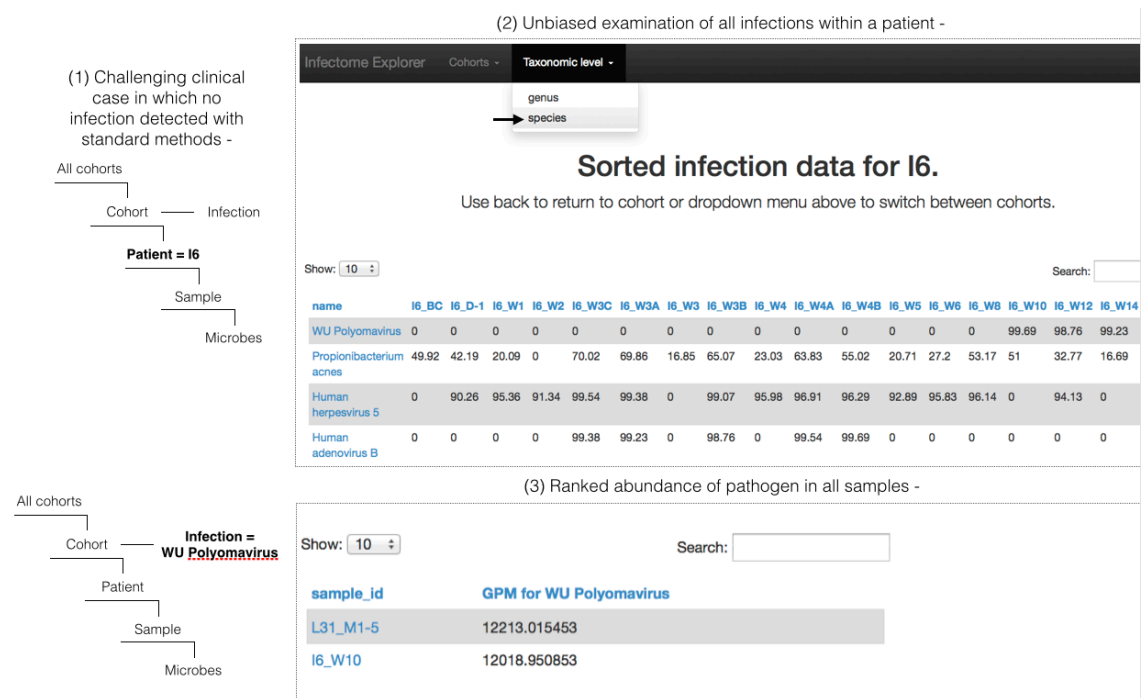 (2) Unbiased examination of all infections within a patient -
(1) Challenging clinical
case in which no
infection detected with
standard methods -
All cohorts
Cohort
Infection
Patient = I6
Sample
Microbes
Infectome Explorer Cohorts Taxonomic level
genus
species
Sorted infection data for I6.
Use back to return to cohort or dropdown menu above to switch between cohorts.
Show: 10
Search:
name I6_BC I6_D-1 I6_W1 I6_W2 I6_W3C I6_W3A I6_W3 I6_W3B I6_W4 I6_W4A I6_W4B I6_W5 I6_W6 I6_W8 I6_W10 I6_W12 I6_W14
WU Polyomavirus 0 0 0 0 0 0 0 0 0 0 0 0 0 0 99.69 98.76 99.23
Propionibacterium 49.92 42.19 20.09 0 70.02 69.86 16.85 65.07 23.03 63.83 55.02 20.71 27.2 53.17 51 32.77 16.69
acnes
Human 0 90.26 95.36 91.34 99.54 99.38 0 99.07 95.98 96.91 96.29 92.89 95.83 96.14 0 94.13 0
herpesvirus 5
Human 0 0 0 0 99.38 99.23 0 98.76 0 99.54 99.69 0 0 0 0 0 0
adenovirus B
(3) Ranked abundance of pathogen in all samples -
All cohorts
Cohort
Infection =
WU Polyomavirus
Patient
Sample
Microbes
Show: 10
Search:
sample_id GPM for WU Polyomavirus
L31_M1-5 12213.015453
I6_W10 12018.950853